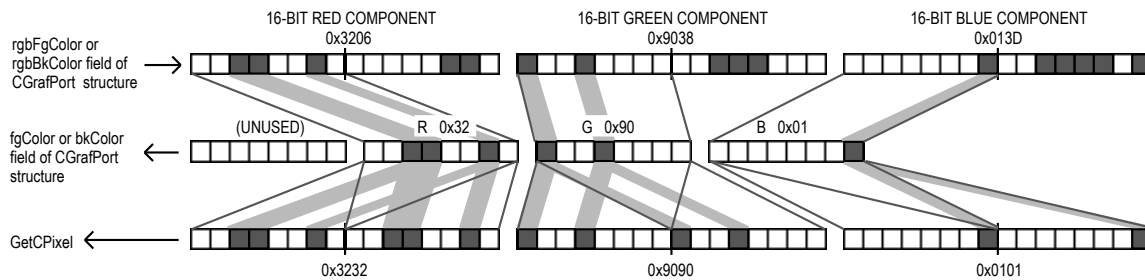 16-BIT RED COMPONENT 16-BIT GREEN COMPONENT 16-BIT BLUE COMPONENT
0x3206 0x9038 0x013D
rgbFgColor or
rgbBkColor field of
CGrafPort structure
(UNUSED) R 0x32 G 0x90 B 0x01
fgColor or bkColor
field of CGrafPort
structure
GetCPixel
0x3232 0x9090 0x0101